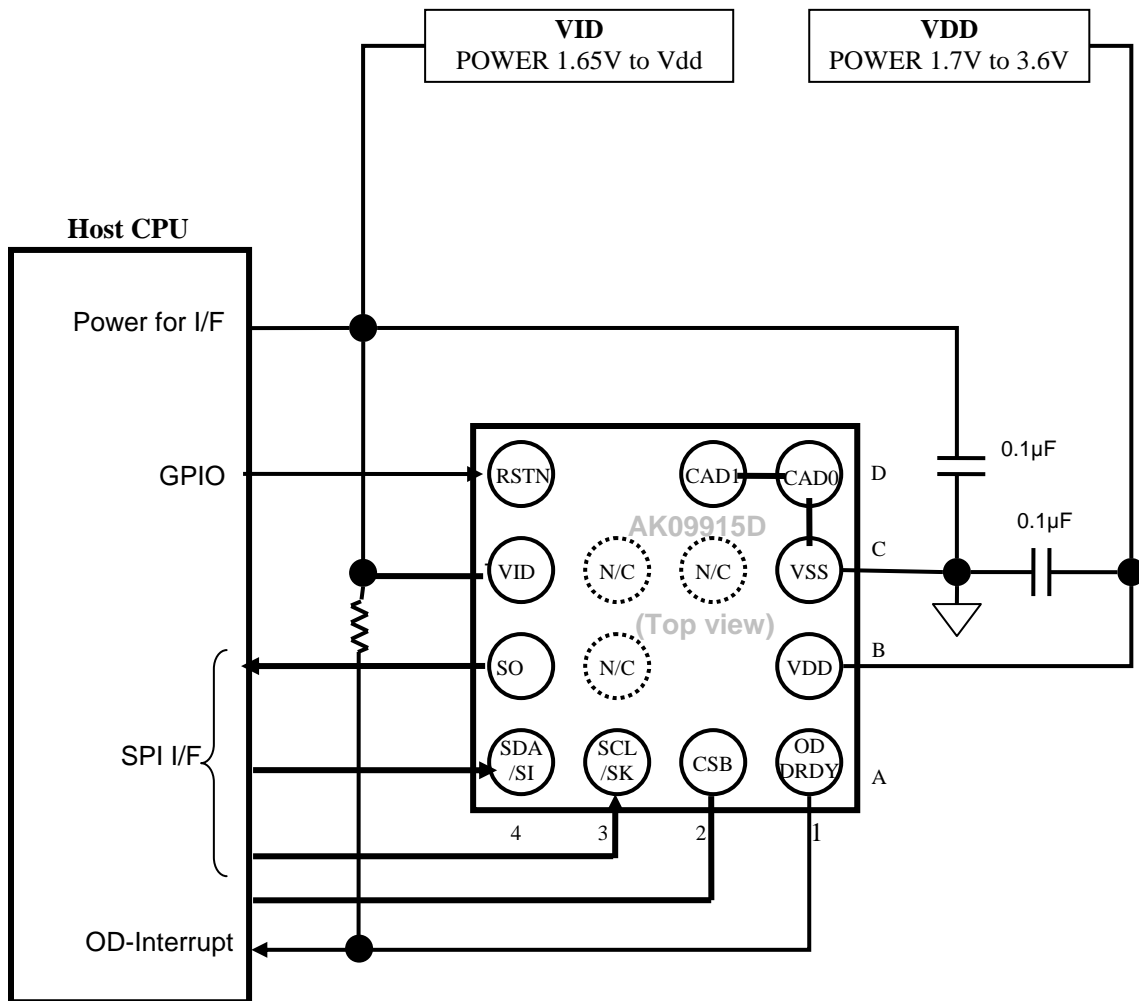 VID
POWER 1.65V to Vdd
VDD
POWER 1.7V to 3.6V
Host CPU
Power for I/F
GPIO
SPI I/F
OD-Interrupt
0.1µF
0.1µF
RSTN
CAD1
CAD0
D
AK09915D
VID
N/C
N/C
VSS
C
(Top view)
SO
N/C
VDD
B
SDA
/SI
SCL
/SK
CSB
OD
DRDY
A
4
3
2
1